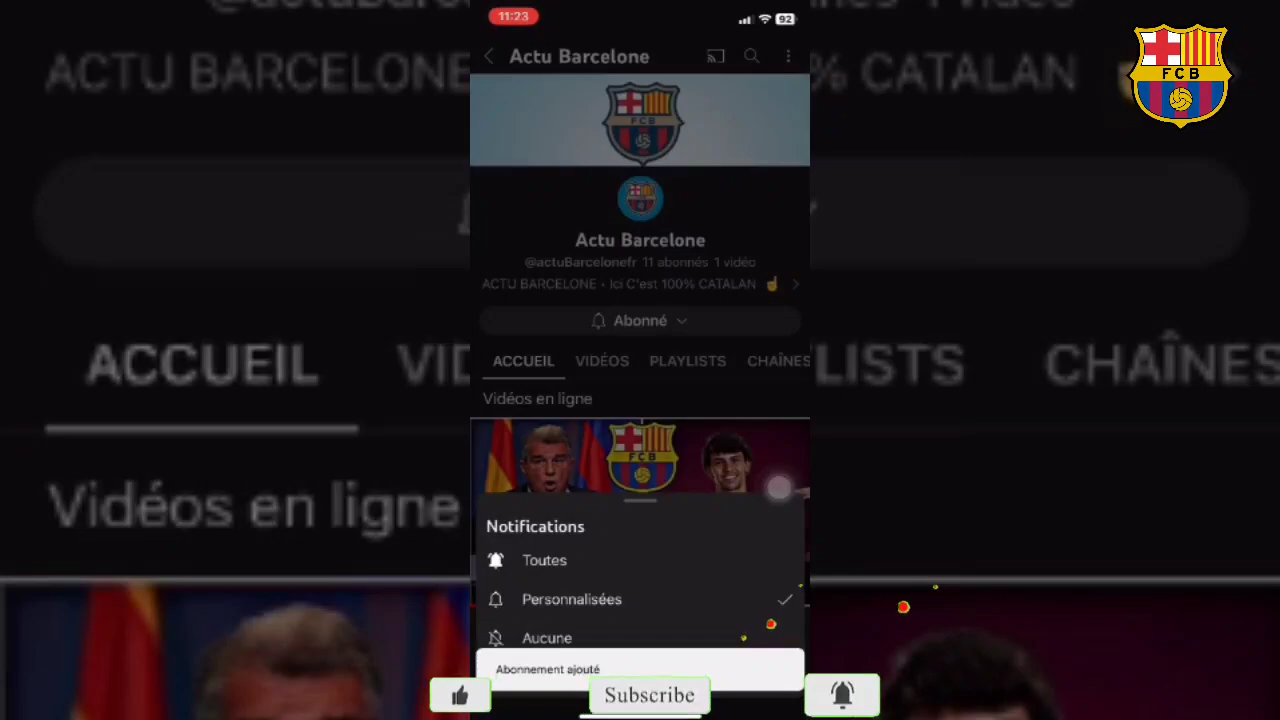 11:23
92
Actu Barcelone
FCB
FCB
Actu Barcelone
@actuBarcelonefr 11 abonnés 1 vidéo
ACTU BARCELONE • Ici C'est 100% CATALAN ☝
Abonné
ACCUEIL VIDÉOS PLAYLISTS CHAÎNES
Vidéos en ligne
FCB
Notifications
Toutes
Personnalisées
Aucune
Abonnement ajouté
Subscribe
ACTU BARCELONE
% CATALAN
ACCUEIL
LISTS CHAÎNES
Vidéos en ligne